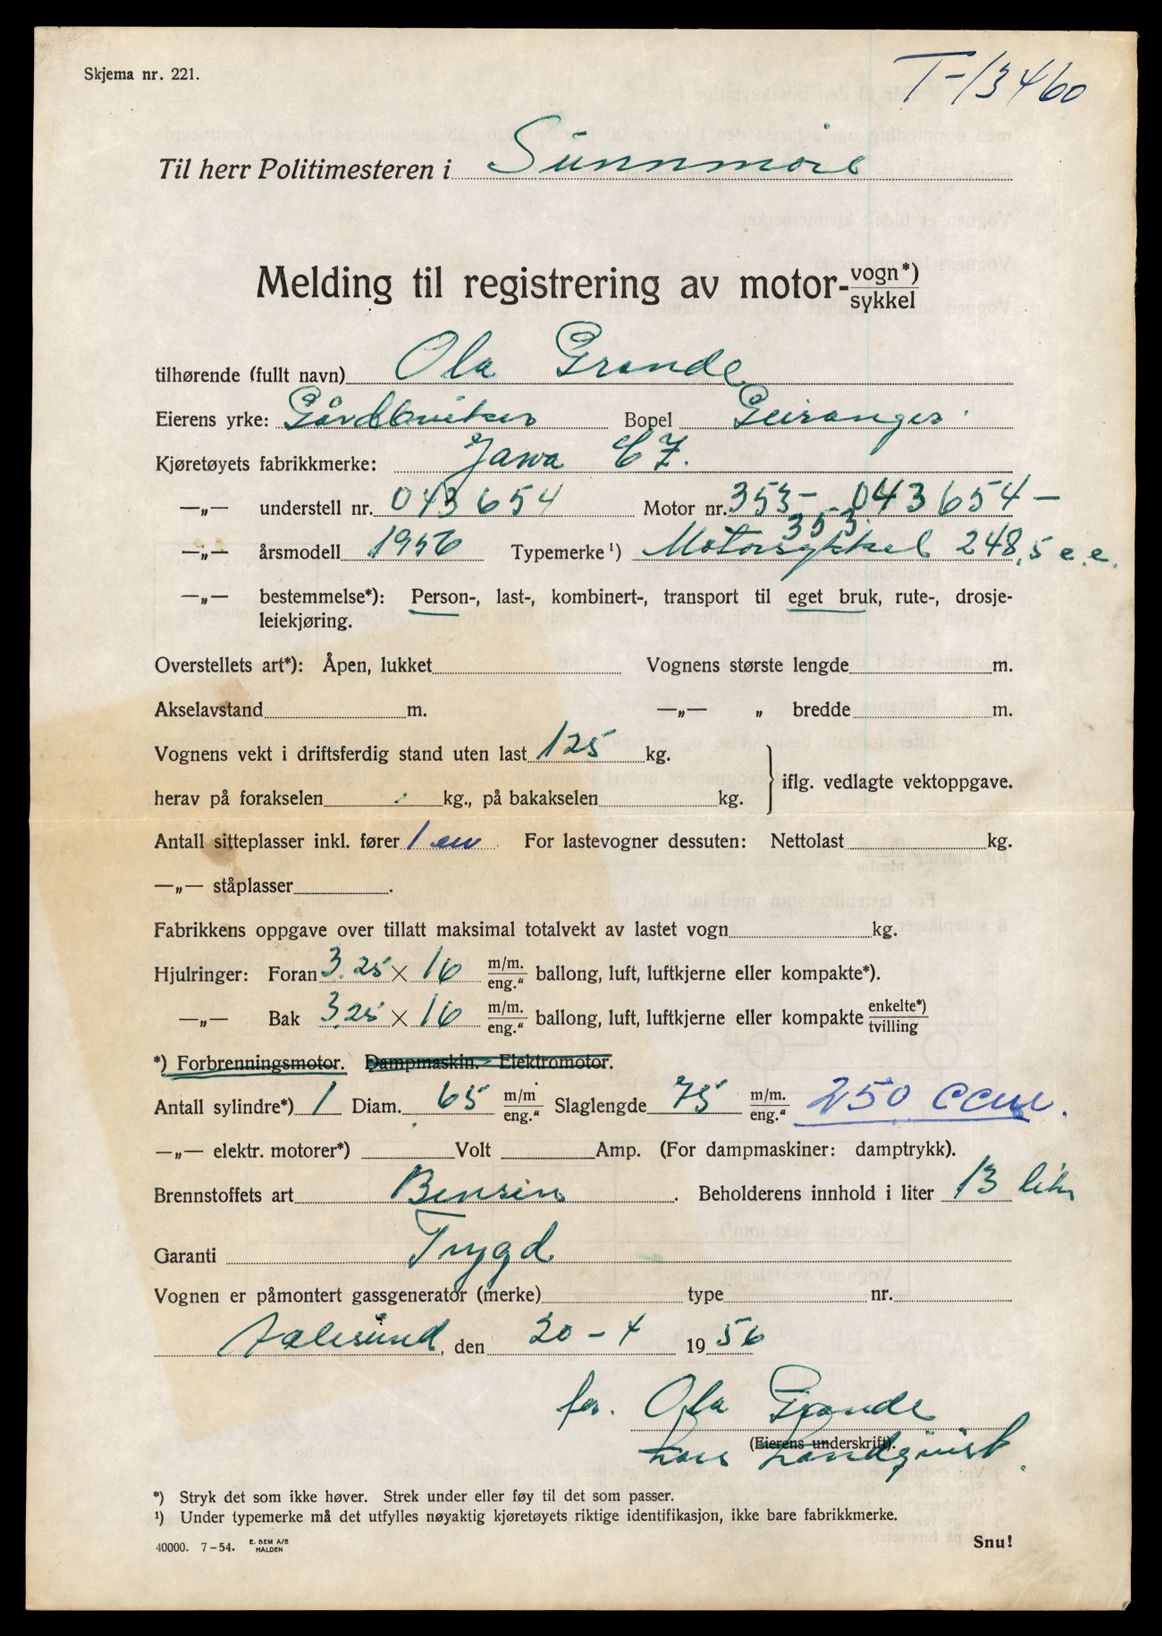 Skjema nr. 221.
T-13460
Til herr Politimesteren i Sunnmøre
Melding til registrering av motor-vogn*)
sykkel
tilhørende (fullt navn) Ola Grande
Eierens yrke: Gårdbruker Bopel Geiranger
Kjøretøyets fabrikkmerke: Jawa CZ.
—„— understell nr. 043654 Motor nr. 353- 043654-
353.
—„— årsmodell 1956 Typemerke¹) Motorsykkel 248,5 c.c.
—„— bestemmelse*): Person-, last-, kombinert-, transport til eget bruk, rute-, drosje-
leiekjøring.
Overstellets art*): Åpen, lukket Vognens største lengde m.
Akselavstand m. —„— „ bredde m.
Vognens vekt i driftsferdig stand uten last 125 kg.
iflg. vedlagte vektoppgave.
herav på forakselen kg., på bakakselen kg.
Antall sitteplasser inkl. fører 1 en For lastevogner dessuten: Nettolast kg.
—„— ståplasser .
Fabrikkens oppgave over tillatt maksimal totalvekt av lastet vogn kg.
Hjulringer: Foran 3.25 × 16 m/m. eng.“ ballong, luft, luftkjerne eller kompakte*).
—„— Bak 3.25 × 16 m/m. eng.“ ballong, luft, luftkjerne eller kompakte enkelte*) tvilling
*) Forbrenningsmotor. Dampmaskin. Elektromotor.
Antall sylindre*) 1 Diam. 65 m/m eng.“ Slaglengde 75 m/m. eng.“ 250 ccm.
—„— elektr. motorer*) Volt Amp. (For dampmaskiner: damptrykk).
Brennstoffets art Bensin . Beholderens innhold i liter 13 liter
Garanti Trygd
Vognen er påmontert gassgenerator (merke) type nr.
Aalesund, den 20-4 1956
for. Ola Grande
(Eierens underskrift).
Lars Landqvist.
*) Stryk det som ikke høver. Strek under eller føy til det som passer.
¹) Under typemerke må det utfylles nøyaktig kjøretøyets riktige identifikasjon, ikke bare fabrikkmerke.
40000. 7-54. E. SEM A/S HALDEN
Snu!